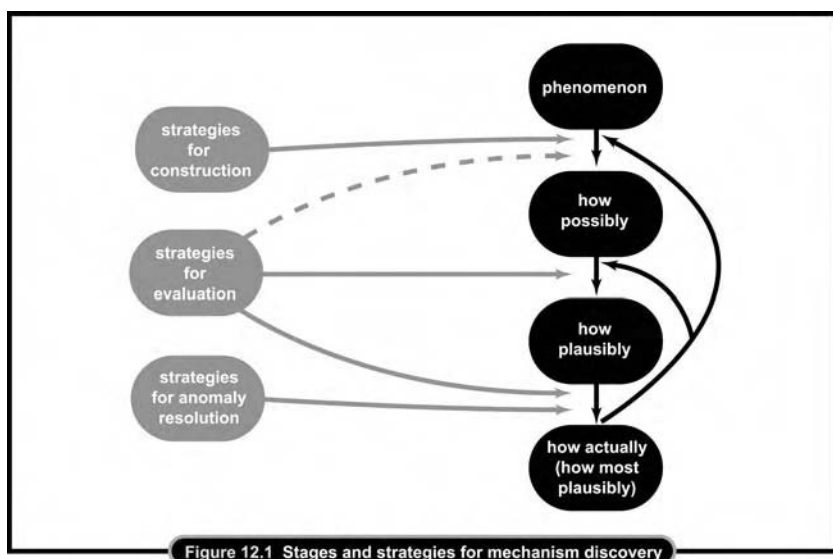 phenomenon
strategies
for
construction
how
possibly
strategies
for
evaluation
how
plausibly
strategies
for anomaly
resolution
how actually
(how most
plausibly)
Figure 12.1 Stages and strategies for mechanism discovery